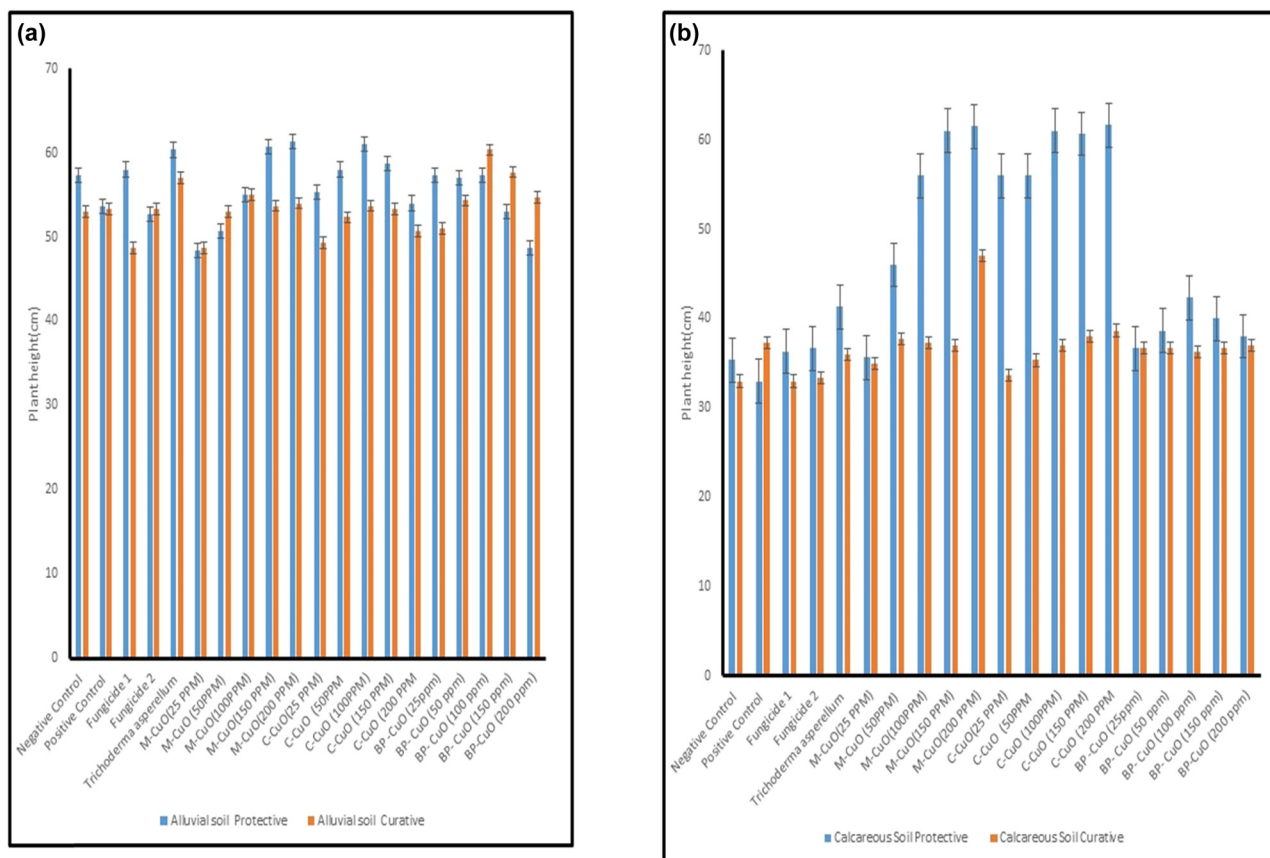 (a)
70
60
50
40
30
20
10
0
Plant height(cm)
Negative Control
Positive Control
Fungicide 1
Fungicide 2
Trichoderma asperellum
M-CuO(25 PPM)
M-CuO (50PPM)
M-CuO(100PPM)
M-CuO(150 PPM)
M-CuO(200 PPM)
C-CuO(25 PPM)
C-CuO (50PPM
C-CuO (100PPM)
C-CuO (150 PPM)
C-CuO (200 PPM
BP -CuO (25ppm)
BP- CuO (50 ppm)
BP- CuO (100 ppm)
BP- CuO (150 ppm)
BP-CuO (200 ppm)
Alluvial soil Protective
Alluvial soil Curative
(b)
70
60
50
40
30
20
10
0
Plant height(cm)
Negative Control
Positive Control
Fungicide 1
Fungicide 2
Trichoderma asperellum
M-CuO(25 PPM)
M-CuO (50PPM)
M-CuO(100PPM)
M-CuO(150 PPM)
M-CuO(200 PPM)
C-CuO(25 PPM)
C-CuO (50PPM
C-CuO (100PPM)
C-CuO (150 PPM)
C-CuO (200 PPM
BP-CuO (25ppm)
BP- CuO (50 ppm)
BP- CuO (100 ppm)
BP- CuO (150 ppm)
BP-CuO (200 ppm)
Calcareous Soil Protective
Calcareous Soil Curative